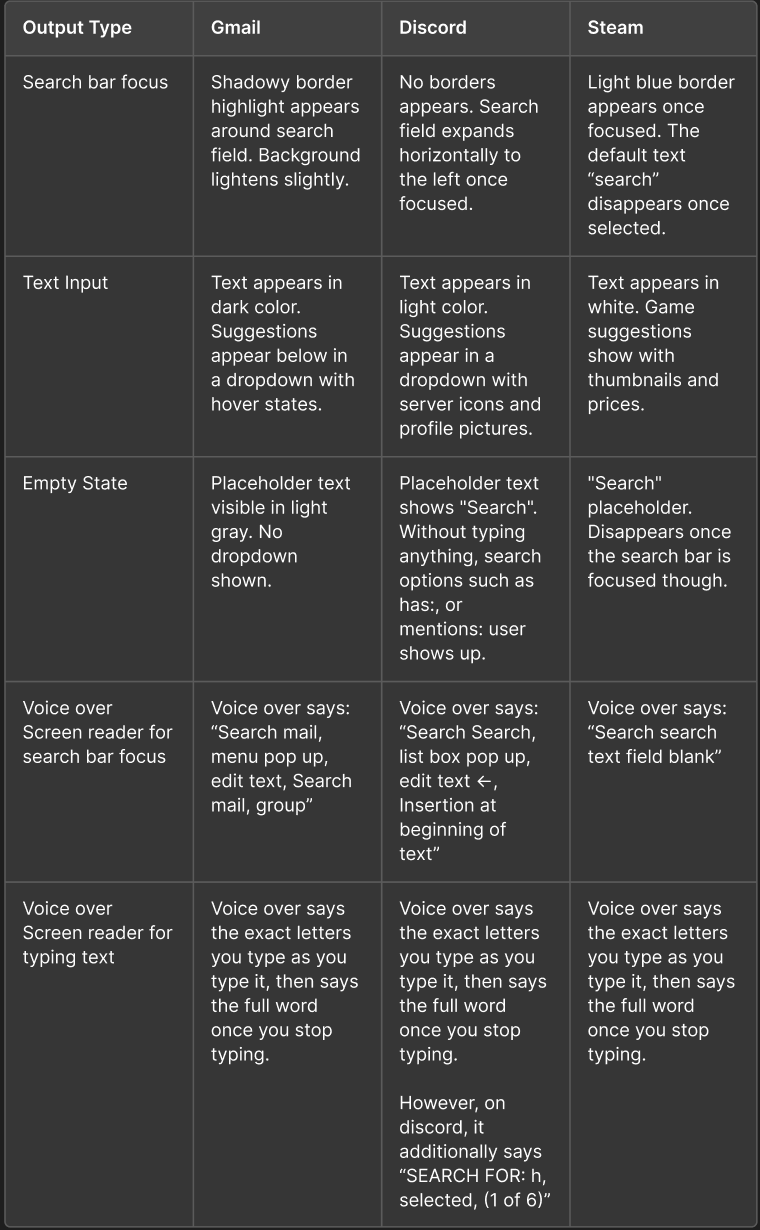 Output Type
Gmail
Discord
Steam
Search bar focus
Shadowy border
highlight appears
around search
field. Background
lightens slightly.
No borders
appears. Search
field expands
horizontally to
the left once
focused.
Light blue border
appears once
focused. The
default text
“search”
disappears once
selected.
Text Input
Text appears in
dark color.
Suggestions
appear below in
a dropdown with
hover states.
Text appears in
light color.
Suggestions
appear in a
dropdown with
server icons and
profile pictures.
Text appears in
white. Game
suggestions
show with
thumbnails and
prices.
Empty State
Placeholder text
visible in light
gray. No
dropdown
shown.
Placeholder text
shows "Search".
Without typing
anything, search
options such as
has:, or
mentions: user
shows up.
"Search"
placeholder.
Disappears once
the search bar is
focused though.
Voice over
Screen reader for
search bar focus
Voice over says:
“Search mail,
menu pop up,
edit text, Search
mail, group”
Voice over says:
“Search Search,
list box pop up,
edit text ←,
Insertion at
beginning of
text”
Voice over says:
“Search search
text field blank”
Voice over
Screen reader for
typing text
Voice over says
the exact letters
you type as you
type it, then says
the full word
once you stop
typing.
Voice over says
the exact letters
you type as you
type it, then says
the full word
once you stop
typing.
However, on
discord, it
additionally says
“SEARCH FOR: h,
selected, (1 of 6)”
Voice over says
the exact letters
you type as you
type it, then says
the full word
once you stop
typing.